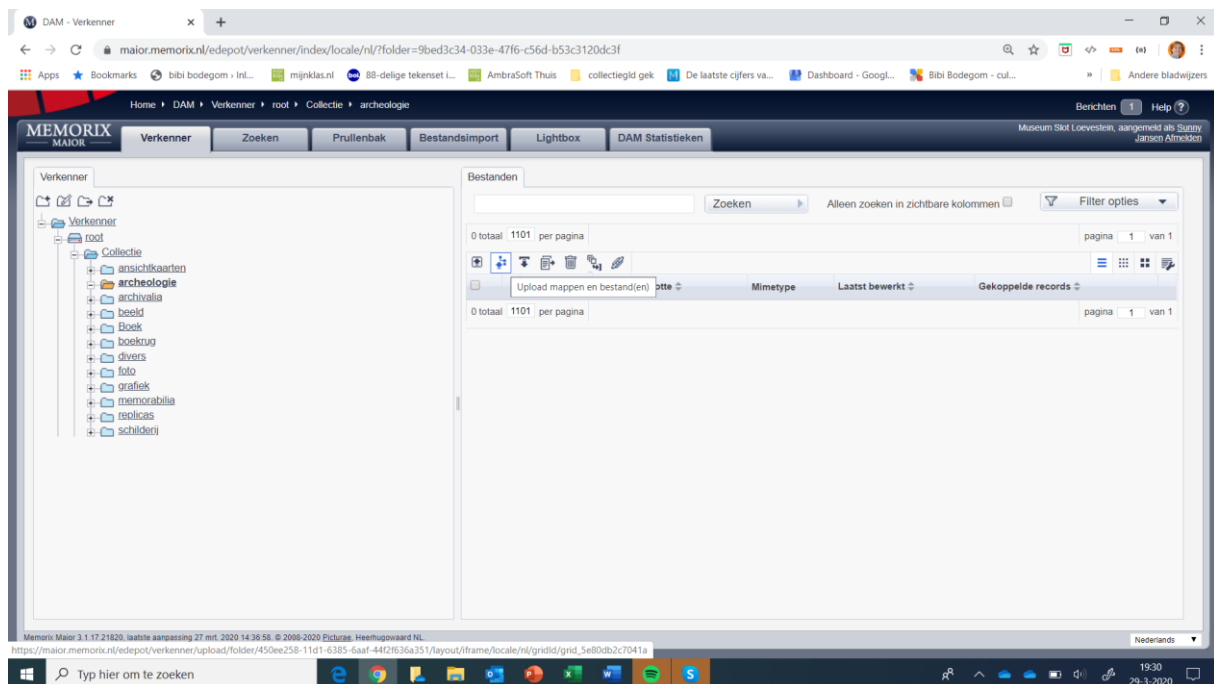 DAM - Verkenner
maior.memorix.nl/edepot/verkenner/index/locale/nl/?folder=9bed3c34-033e-47f6-c56d-b53c3120dc3f
Apps Bookmarks bibi bodegom › Inl... mijnklas.nl 88-delige tekenset i... AmbraSoft Thuis collectiegld gek De laatste cijfers va... Dashboard - Googl... Bibi Bodegom - cul... » Andere bladwijzers
Home DAM Verkenner root Collectie archeologie
Berichten 1 Help ?
MEMORIX
MAIOR
Verkenner Zoeken Prullenbak Bestandsimport Lightbox DAM Statistieken
Museum Slot Loevestein, aangemeld als Sunny
Jansen Afmelden
Verkenner
Verkenner
root
Collectie
ansichtkaarten
archeologie
archivalia
beeld
Boek
boekrug
divers
foto
grafiek
memorabilia
replicas
schilderij
Bestanden
Zoeken Alleen zoeken in zichtbare kolommen Filter opties
0 totaal 1101 per pagina pagina 1 van 1
Upload mappen en bestand(en) otte Mimetype Laatst bewerkt Gekoppelde records
0 totaal 1101 per pagina pagina 1 van 1
Memorix Maior 3.1.17.21820, laatste aanpassing 27 mrt. 2020 14:36:58. © 2008-2020 Picturae, Heerhugowaard NL.
Nederlands
https://maior.memorix.nl/edepot/verkenner/upload/folder/450ee258-11d1-6385-6aaf-44f2f636a351/layout/iframe/locale/nl/gridId/grid_5e80db2c7041a
Typ hier om te zoeken
19:30
29-3-2020